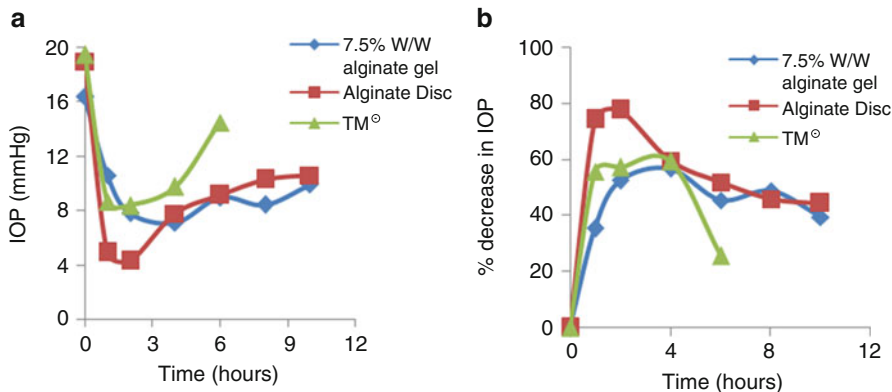 a
20
16
12
8
4
0
IOP (mmHg)
0 3 6 9 12
Time (hours)
7.5% W/W
alginate gel
Alginate Disc
TM⊙
b
100
80
60
40
20
0
% decrease in IOP
0 4 8 12
Time (hours)
7.5% W/W
alginate gel
Alginate Disc
TM⊙